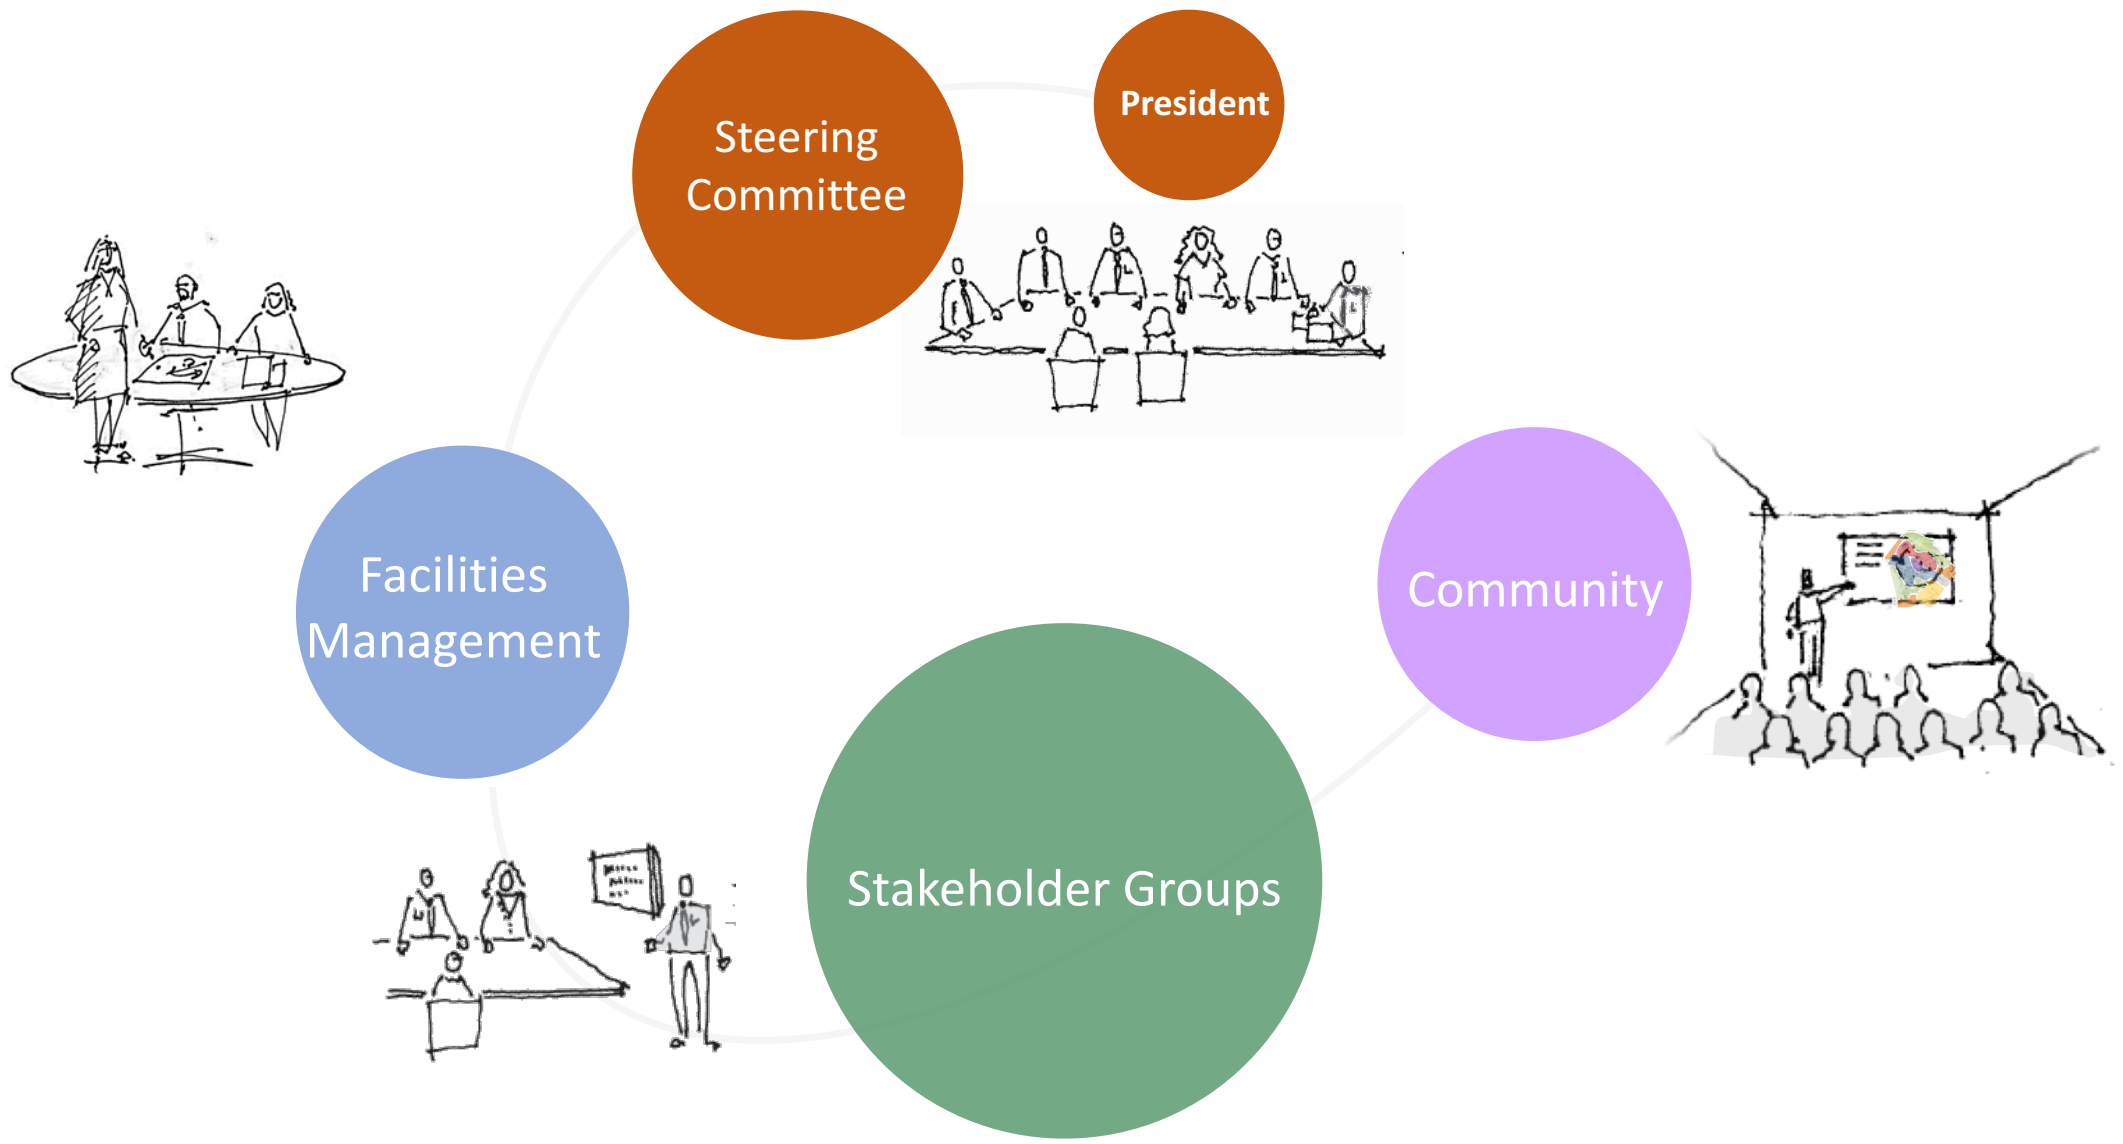 President
Steering
Committee
Facilities
Management
Community
Stakeholder Groups